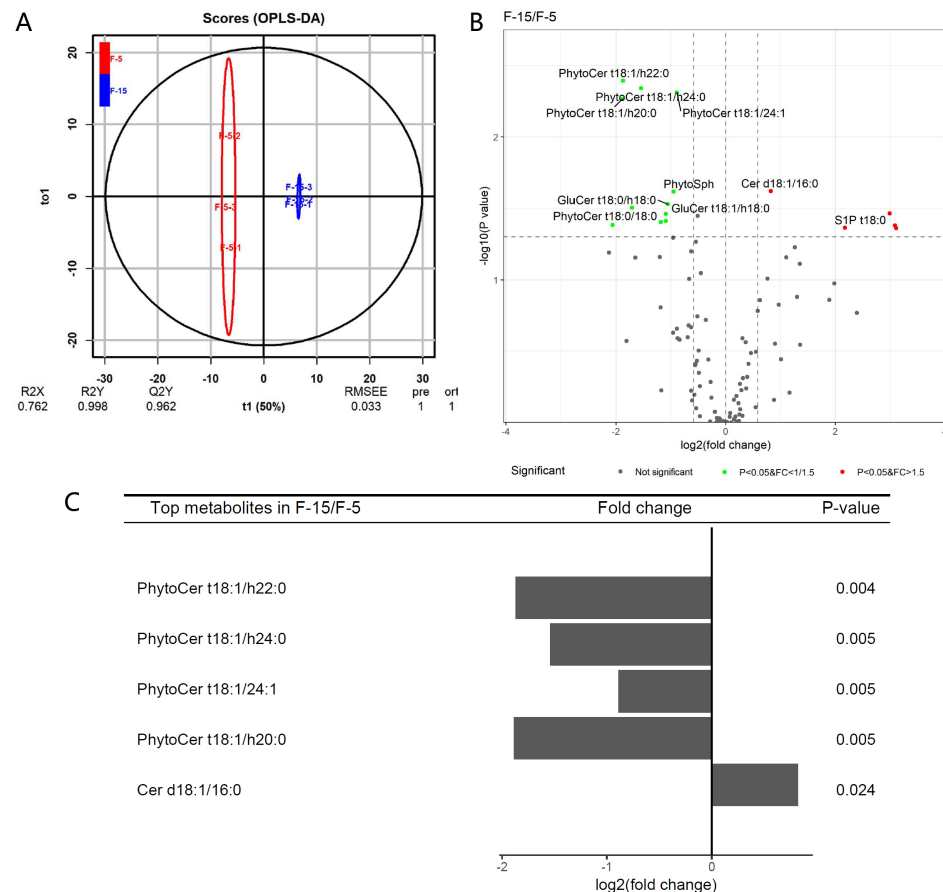 A
Scores (OPLS-DA)
F-5
F-15
20
10
0
-10
-20
to1
F-5-2
F-5-3
F-5-1
F-15-3
F-15-1
-30 -20 -10 0 10 20 30
R2X R2Y Q2Y RMSEE pre ort
0.762 0.998 0.962 t1 (50%) 0.033 1 1
B
F-15/F-5
PhytoCer t18:1/h22:0
PhytoCer t18:1/h24:0
PhytoCer t18:1/h20:0
PhytoCer t18:1/24:1
PhytoSph
Cer d18:1/16:0
GluCer t18:0/h18:0
GluCer t18:1/h18:0
PhytoCer t18:0/18:0
S1P t18:0
2
1
-log10(P value)
-4 -2 0 2
log2(fold change)
Significant Not significant P<0.05&FC<1/1.5 P<0.05&FC>1.5
C
Top metabolites in F-15/F-5 Fold change P-value
PhytoCer t18:1/h22:0 0.004
PhytoCer t18:1/h24:0 0.005
PhytoCer t18:1/24:1 0.005
PhytoCer t18:1/h20:0 0.005
Cer d18:1/16:0 0.024
-2 -1 0
log2(fold change)